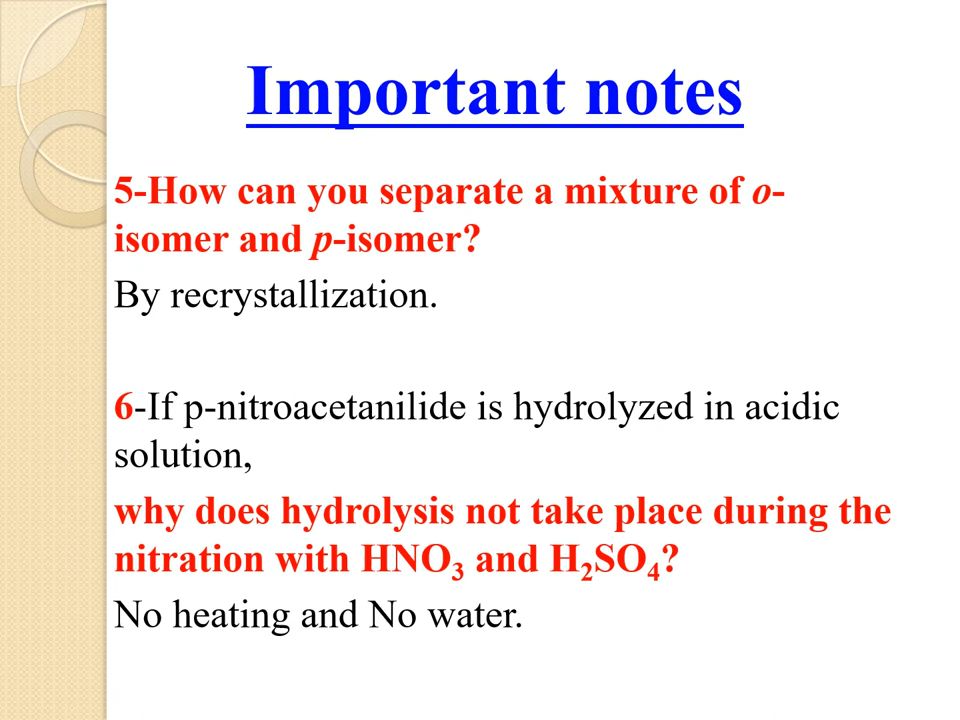 Important notes
5-How can you separate a mixture of o-
isomer and p-isomer?
By recrystallization.
6-If p-nitroacetanilide is hydrolyzed in acidic
solution,
why does hydrolysis not take place during the
nitration with HNO₃ and H₂SO₄?
No heating and No water.